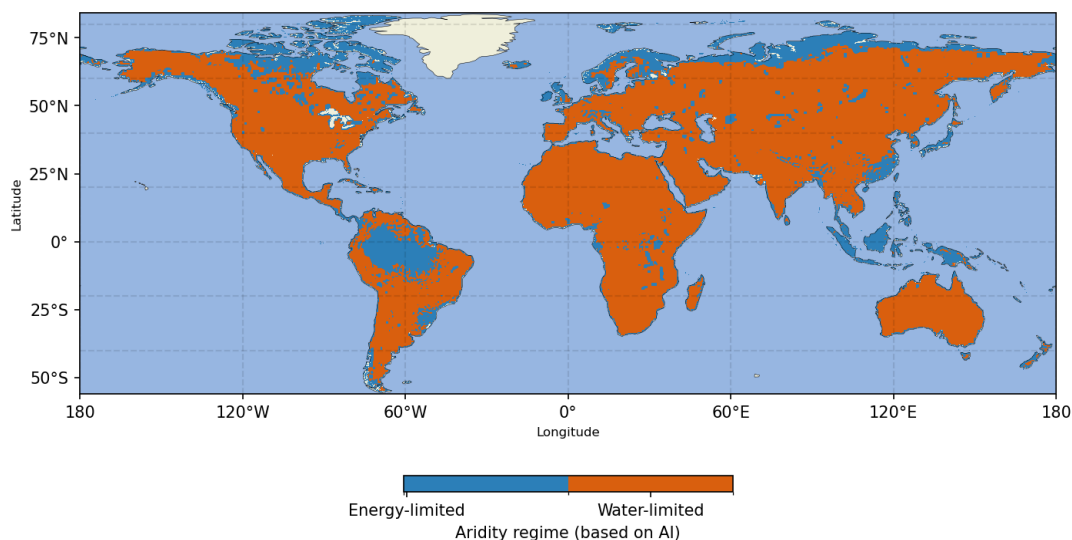 75°N
50°N
25°N
0°
25°S
50°S
Latitude
180 120°W 60°W 0° 60°E 120°E 180
Longitude
Energy-limited Water-limited
Aridity regime (based on AI)